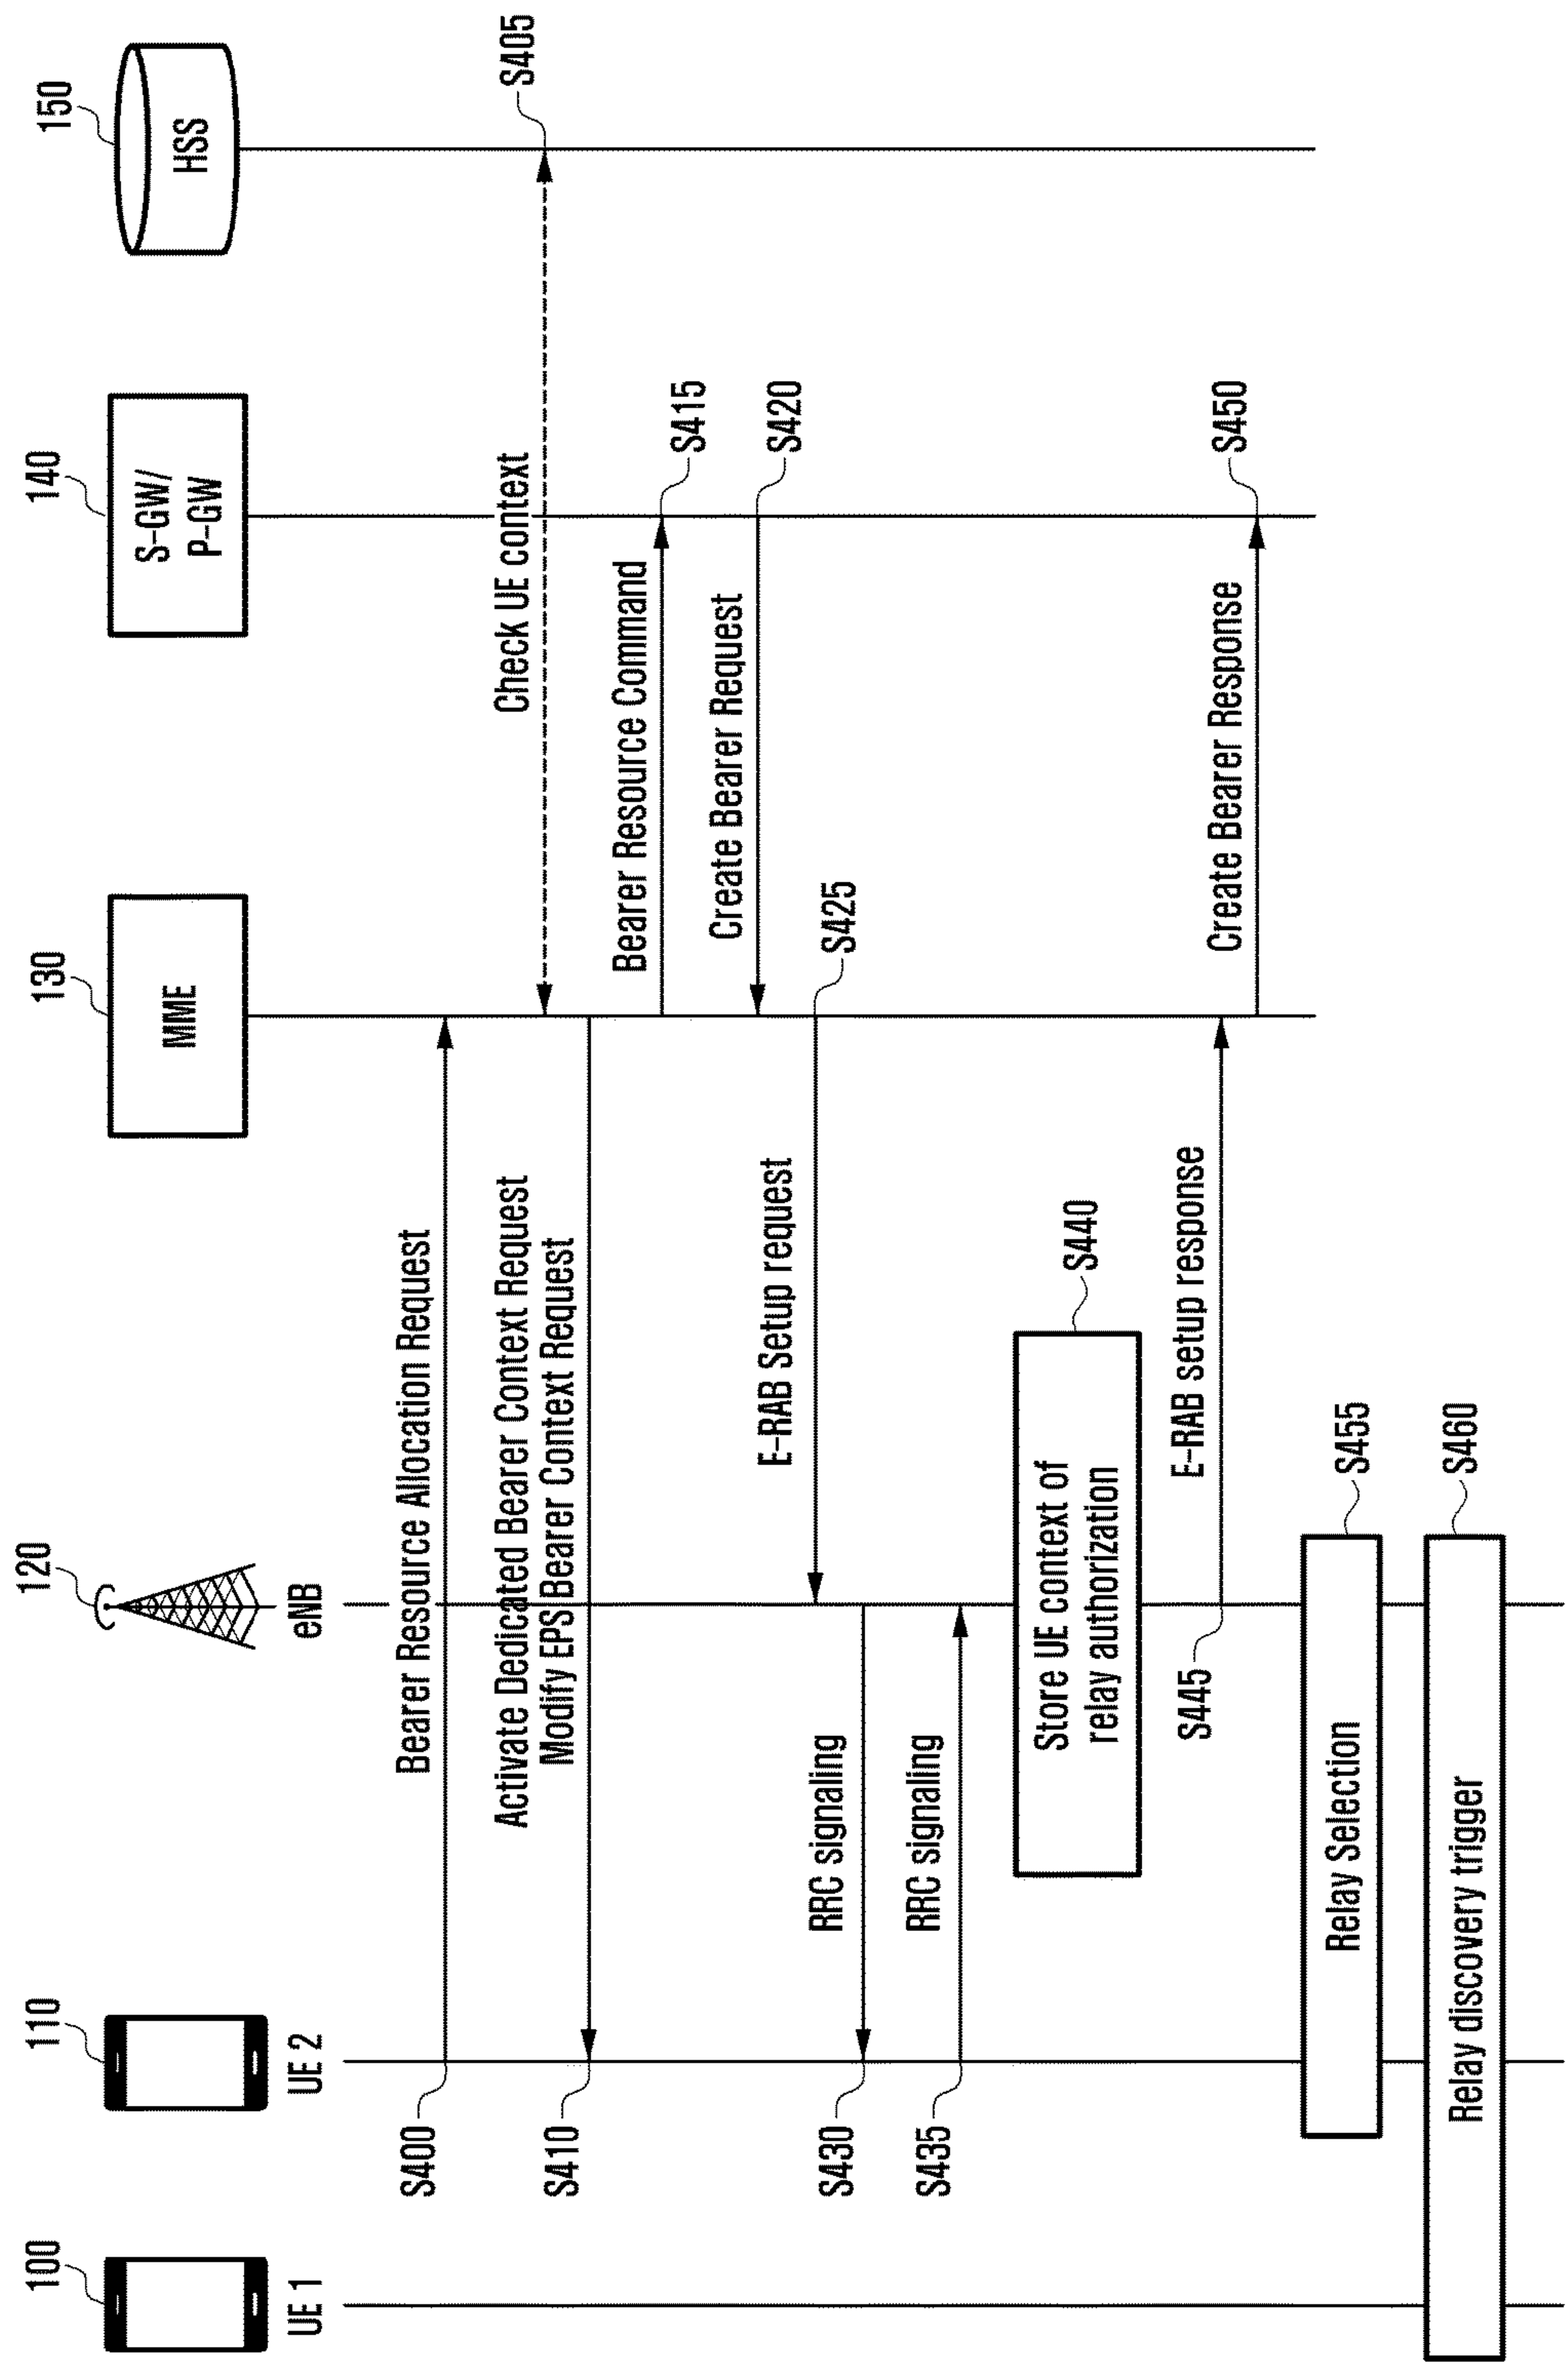 100
110
120
130
140
150
UE 1
UE 2
eNB
MME
S-GW/
P-GW
HSS
S400
Bearer Resource Allocation Request
Check UE context
S405
Activate Dedicated Bearer Context Request
Modify EPS Bearer Context Request
S410
Bearer Resource Command
S415
Create Bearer Request
S420
E-RAB Setup request
S425
RRC signaling
S430
RRC signaling
S435
Store UE context of
relay authorization
S440
E-RAB setup response
S445
Create Bearer Response
S450
Relay Selection
S455
Relay discovery trigger
S460